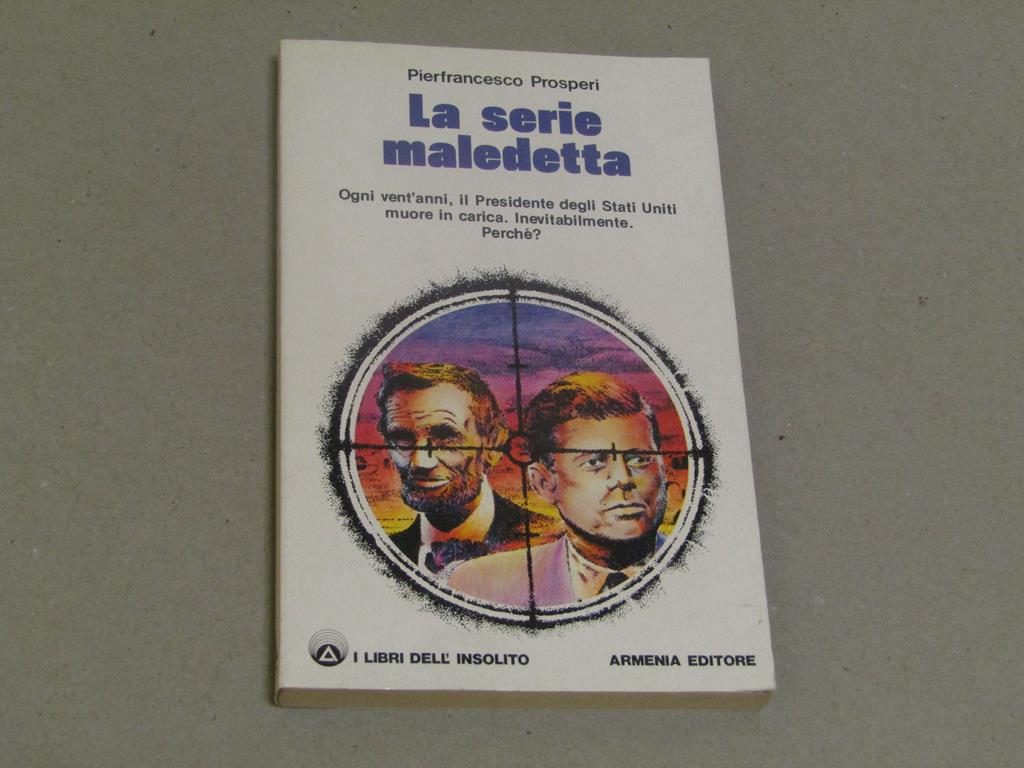 Pierfrancesco Prosperi
La serie
maledetta
Ogni vent'anni, il Presidente degli Stati Uniti
muore in carica. Inevitabilmente.
Perchè?
I LIBRI DELL' INSOLITO
ARMENIA EDITORE